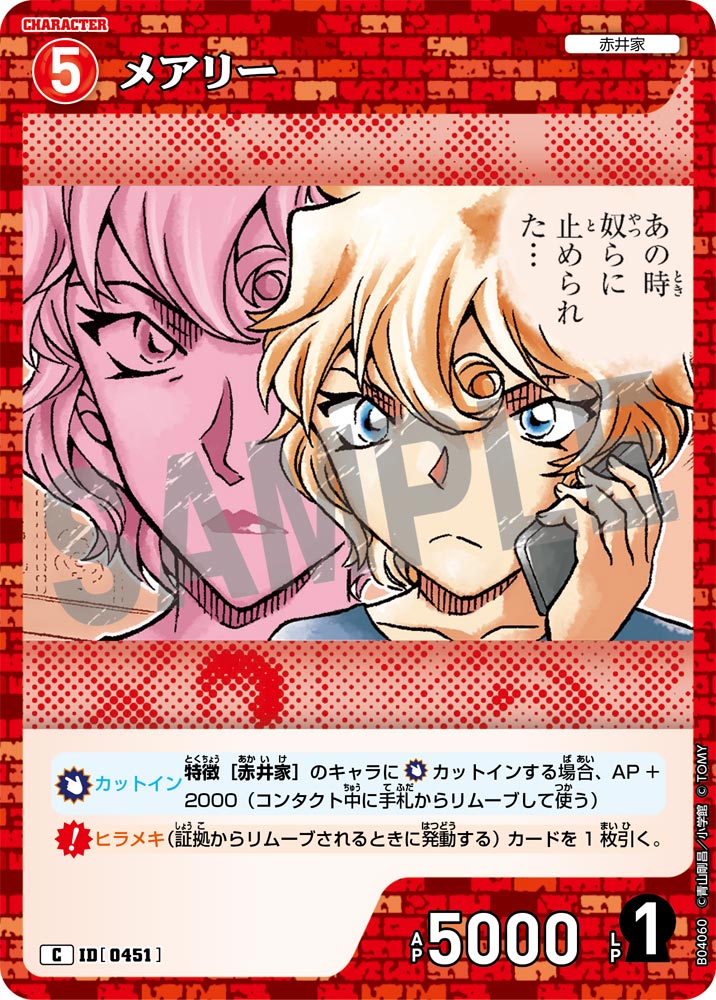 CHARACTER
赤井家
5
メアリー
あの時
奴らに
止められ
た…
SAMPLE
カットイン 特徴［赤井家］のキャラに カットインする場合、AP＋
2000（コンタクト中に手札からリムーブして使う）
ヒラメキ（証拠からリムーブされるときに発動する）カードを1枚引く。
C ID［0451］
AP 5000
LP 1
B04060 ©青山剛昌／小学館 © TOMY